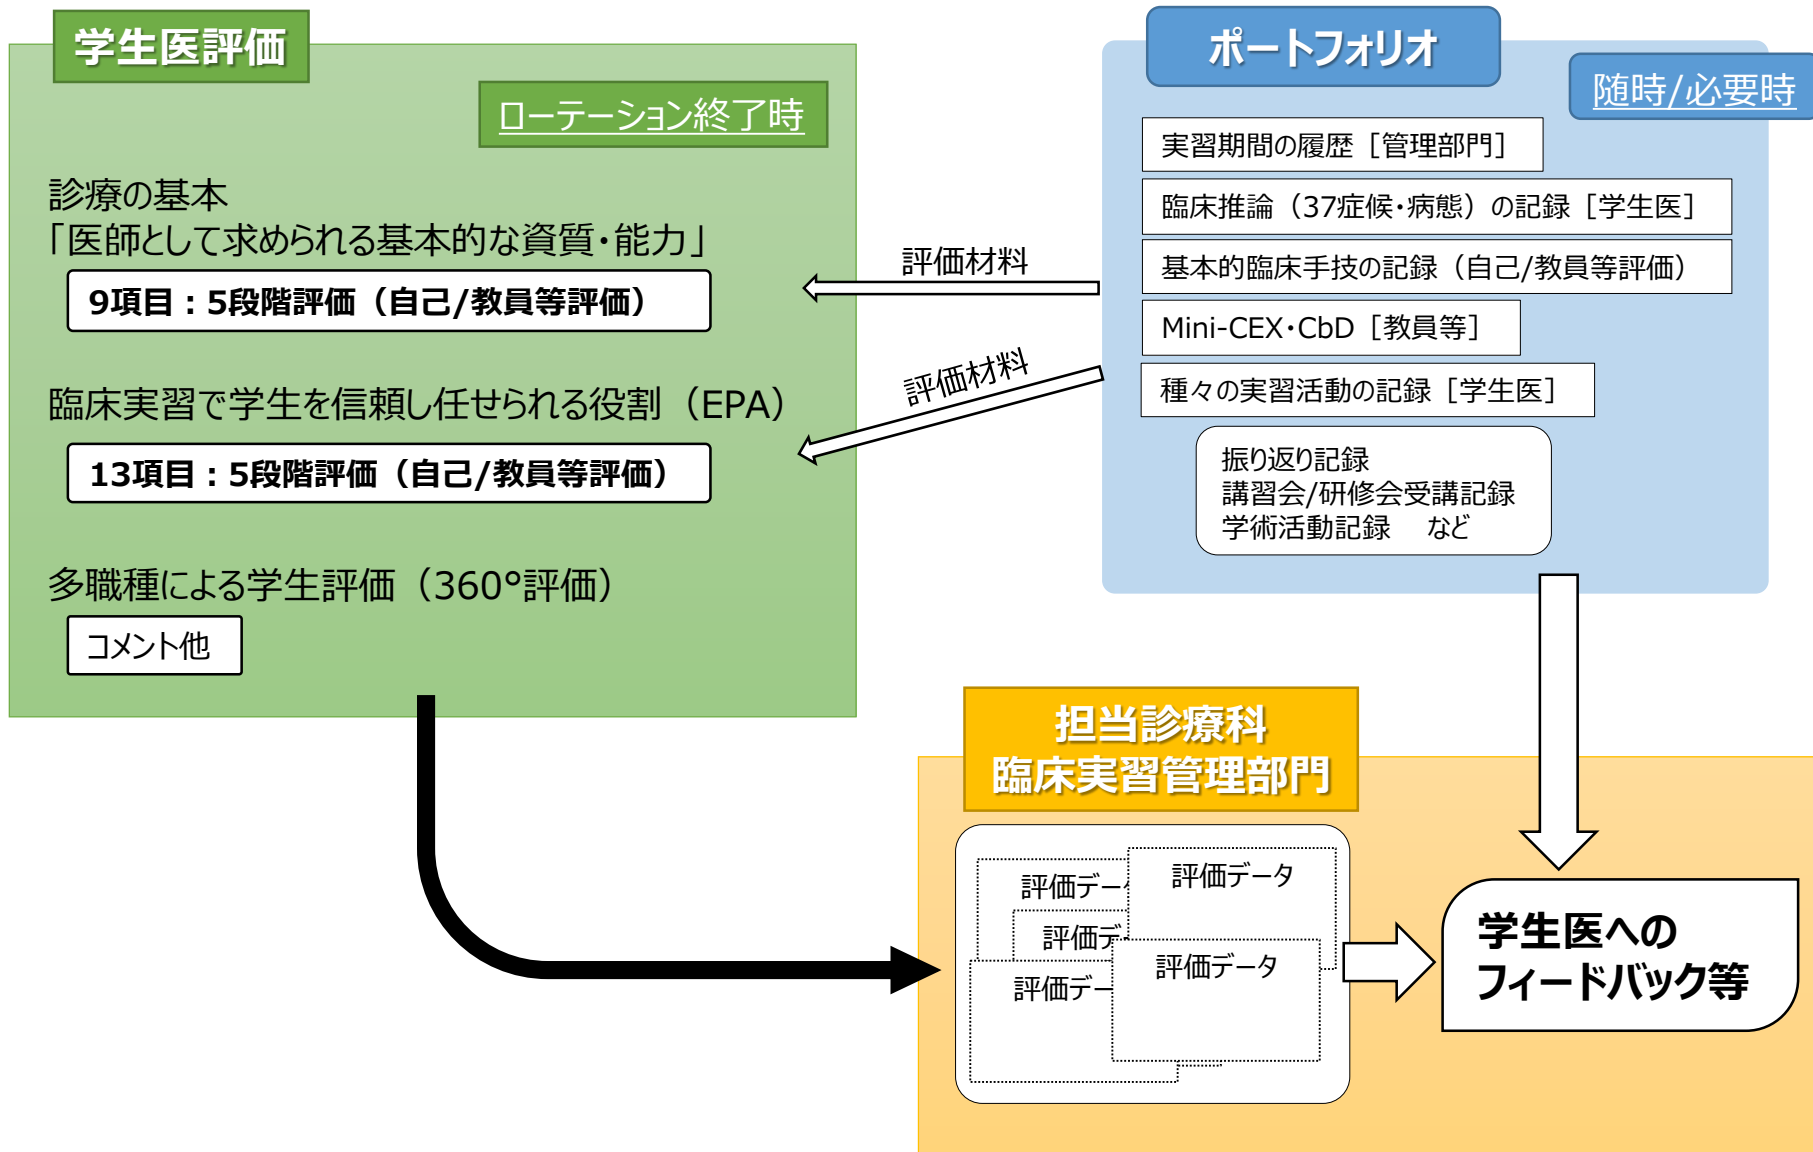 学生医評価
ローテーション終了時
診療の基本
「医師として求められる基本的な資質・能力」
9項目：5段階評価（自己/教員等評価）
臨床実習で学生を信頼し任せられる役割（EPA）
13項目：5段階評価（自己/教員等評価）
多職種による学生評価（360°評価）
コメント他
評価材料
評価材料
ポートフォリオ
随時/必要時
実習期間の履歴［管理部門］
臨床推論（37症候・病態）の記録［学生医］
基本的臨床手技の記録（自己/教員等評価）
Mini-CEX・CbD［教員等］
種々の実習活動の記録［学生医］
振り返り記録
講習会/研修会受講記録
学術活動記録　など
担当診療科
臨床実習管理部門
評価デー
評価データ
評価デ
評価デー
評価データ
学生医への
フィードバック等